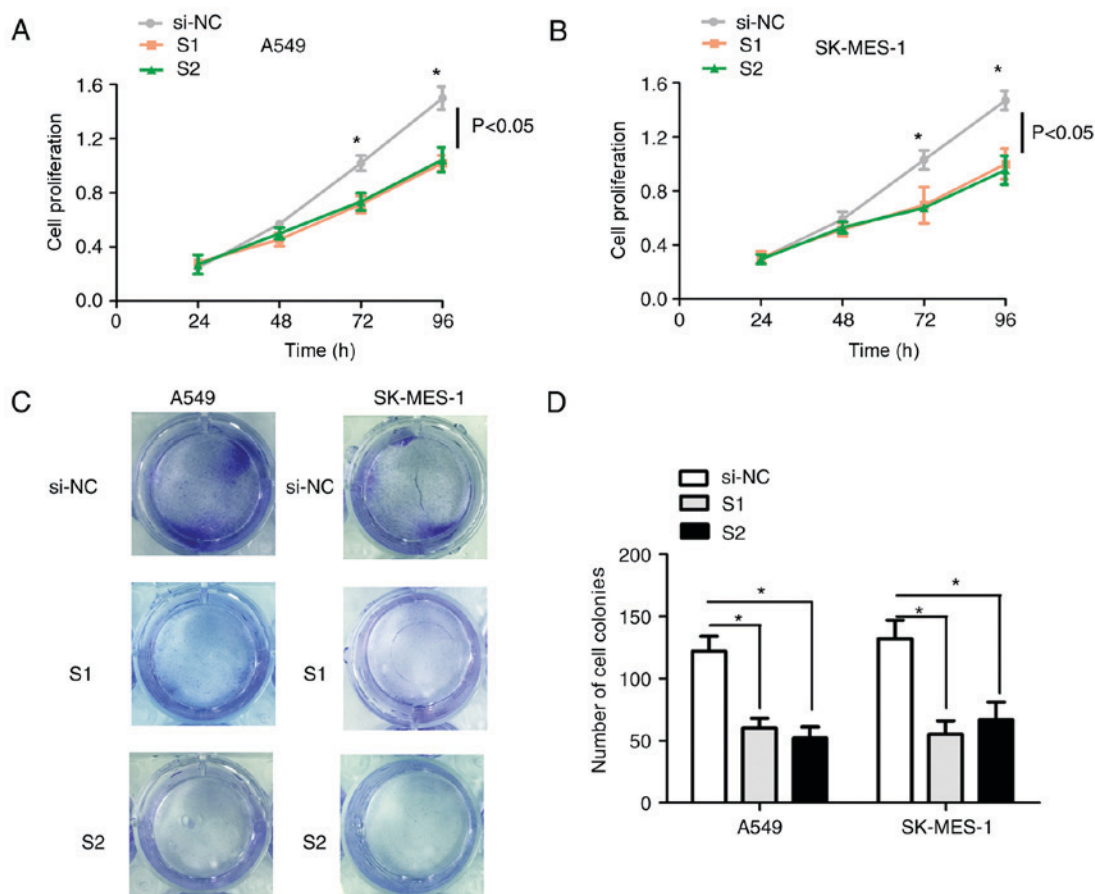 A
si-NC
S1
S2
A549
Cell proliferation
1.6
1.2
0.8
0.4
0.0
*
*
P<0.05
0
24
48
72
96
Time (h)
B
si-NC
S1
S2
SK-MES-1
Cell proliferation
1.6
1.2
0.8
0.4
0.0
*
*
P<0.05
0
24
48
72
96
Time (h)
C
A549
SK-MES-1
si-NC
si-NC
S1
S1
S2
S2
D
si-NC
S1
S2
Number of cell colonies
200
150
100
50
0
*
*
*
*
A549
SK-MES-1